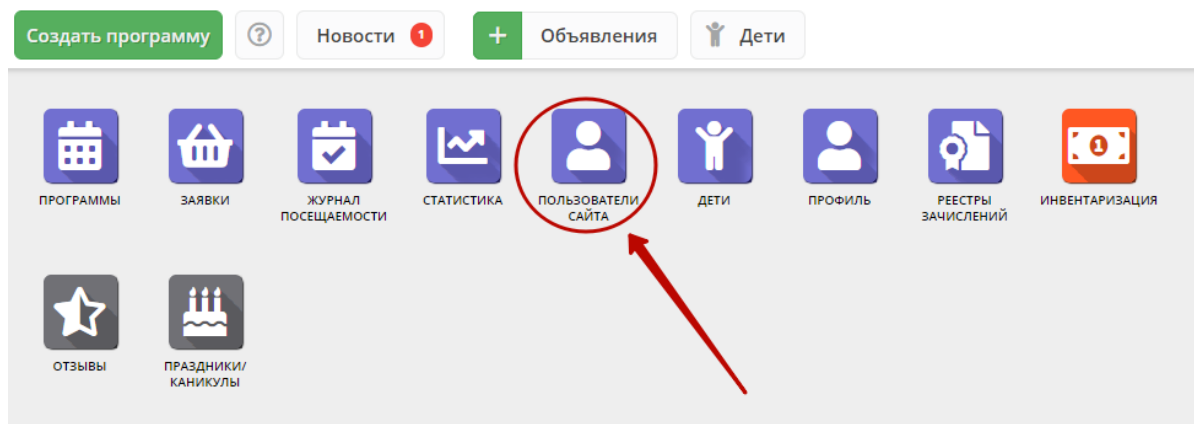 Создать программу
?
Новости 1
+ Объявления
Дети
ПРОГРАММЫ
ЗАЯВКИ
ЖУРНАЛ
ПОСЕЩАЕМОСТИ
СТАТИСТИКА
ПОЛЬЗОВАТЕЛИ
САЙТА
ДЕТИ
ПРОФИЛЬ
РЕЕСТРЫ
ЗАЧИСЛЕНИЙ
1
ИНВЕНТАРИЗАЦИЯ
ОТЗЫВЫ
ПРАЗДНИКИ/
КАНИКУЛЫ